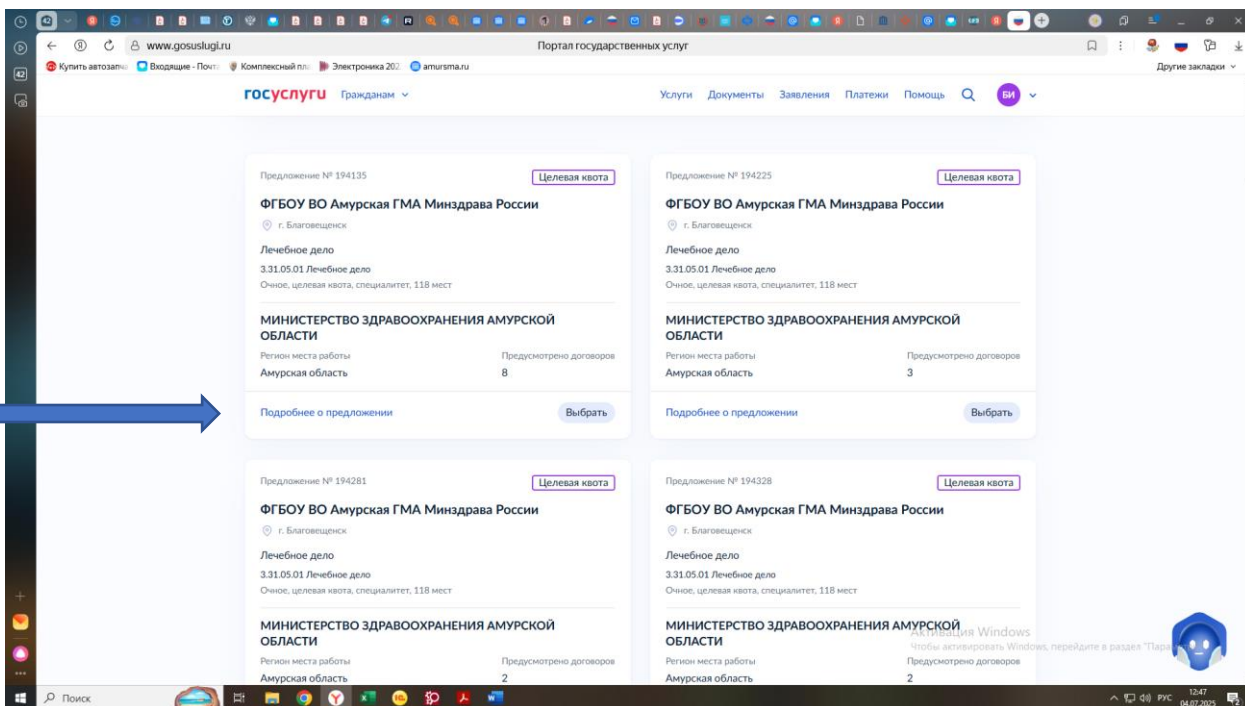 42
www.gosuslugi.ru
Портал государственных услуг
Купить автозапча
Входящие - Почта
Комплексный пла
Электроника 202
amursma.ru
Другие закладки
42
госуслуги Гражданам
Услуги Документы Заявления Платежи Помощь
БИ
Предложение № 194135
Целевая квота
ФГБОУ ВО Амурская ГМА Минздрава России
г. Благовещенск
Лечебное дело
3.31.05.01 Лечебное дело
Очное, целевая квота, специалитет, 118 мест
МИНИСТЕРСТВО ЗДРАВООХРАНЕНИЯ АМУРСКОЙ
ОБЛАСТИ
Регион места работы
Предусмотрено договоров
Амурская область
8
Подробнее о предложении
Выбрать
Предложение № 194225
Целевая квота
ФГБОУ ВО Амурская ГМА Минздрава России
г. Благовещенск
Лечебное дело
3.31.05.01 Лечебное дело
Очное, целевая квота, специалитет, 118 мест
МИНИСТЕРСТВО ЗДРАВООХРАНЕНИЯ АМУРСКОЙ
ОБЛАСТИ
Регион места работы
Предусмотрено договоров
Амурская область
3
Подробнее о предложении
Выбрать
Предложение № 194281
Целевая квота
ФГБОУ ВО Амурская ГМА Минздрава России
г. Благовещенск
Лечебное дело
3.31.05.01 Лечебное дело
Очное, целевая квота, специалитет, 118 мест
МИНИСТЕРСТВО ЗДРАВООХРАНЕНИЯ АМУРСКОЙ
ОБЛАСТИ
Регион места работы
Предусмотрено договоров
Амурская область
2
Предложение № 194328
Целевая квота
ФГБОУ ВО Амурская ГМА Минздрава России
г. Благовещенск
Лечебное дело
3.31.05.01 Лечебное дело
Очное, целевая квота, специалитет, 118 мест
МИНИСТЕРСТВО ЗДРАВООХРАНЕНИЯ АМУРСКОЙ
ОБЛАСТИ
Регион места работы
Предусмотрено договоров
Амурская область
2
Активация Windows
Чтобы активировать Windows, перейдите в раздел "Пара
Поиск
РУС
12:47
04.07.2025